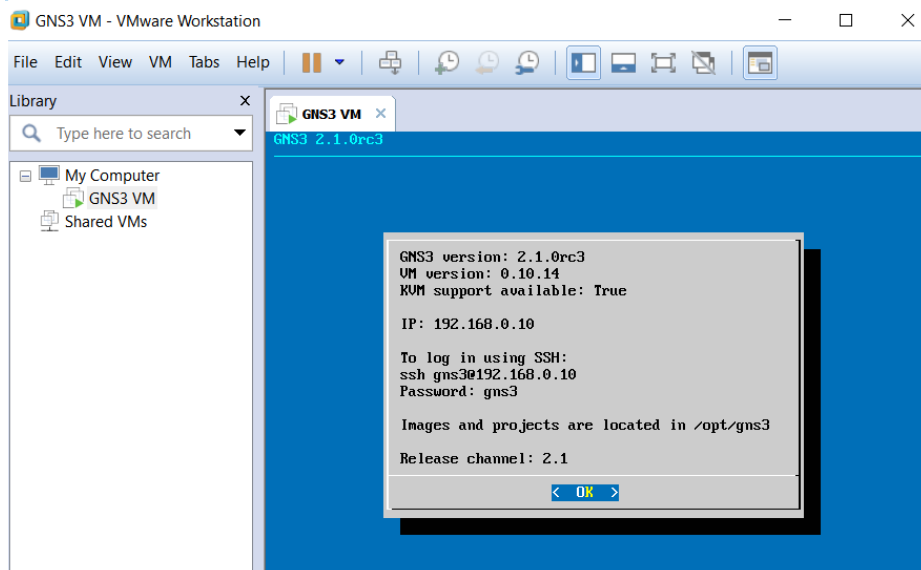 GNS3 VM - VMware Workstation
File Edit View VM Tabs Help
Library
Type here to search
My Computer
GNS3 VM
Shared VMs
GNS3 VM
GNS3 2.1.0rc3
GNS3 version: 2.1.0rc3
VM version: 0.10.14
KVM support available: True
IP: 192.168.0.10
To log in using SSH:
ssh gns3@192.168.0.10
Password: gns3
Images and projects are located in /opt/gns3
Release channel: 2.1
< OK >